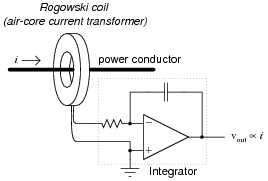 Rogowski coil
(air-core current transformer)
i
power conductor
−
+
v_out ∝ i
Integrator